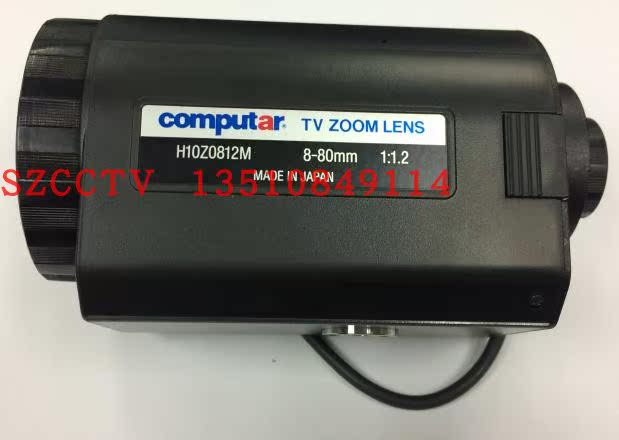 computar. TV ZOOM LENS
H10Z0812M 8-80mm 1:1.2
SZCCTV 13510849114
MADE IN JAPAN